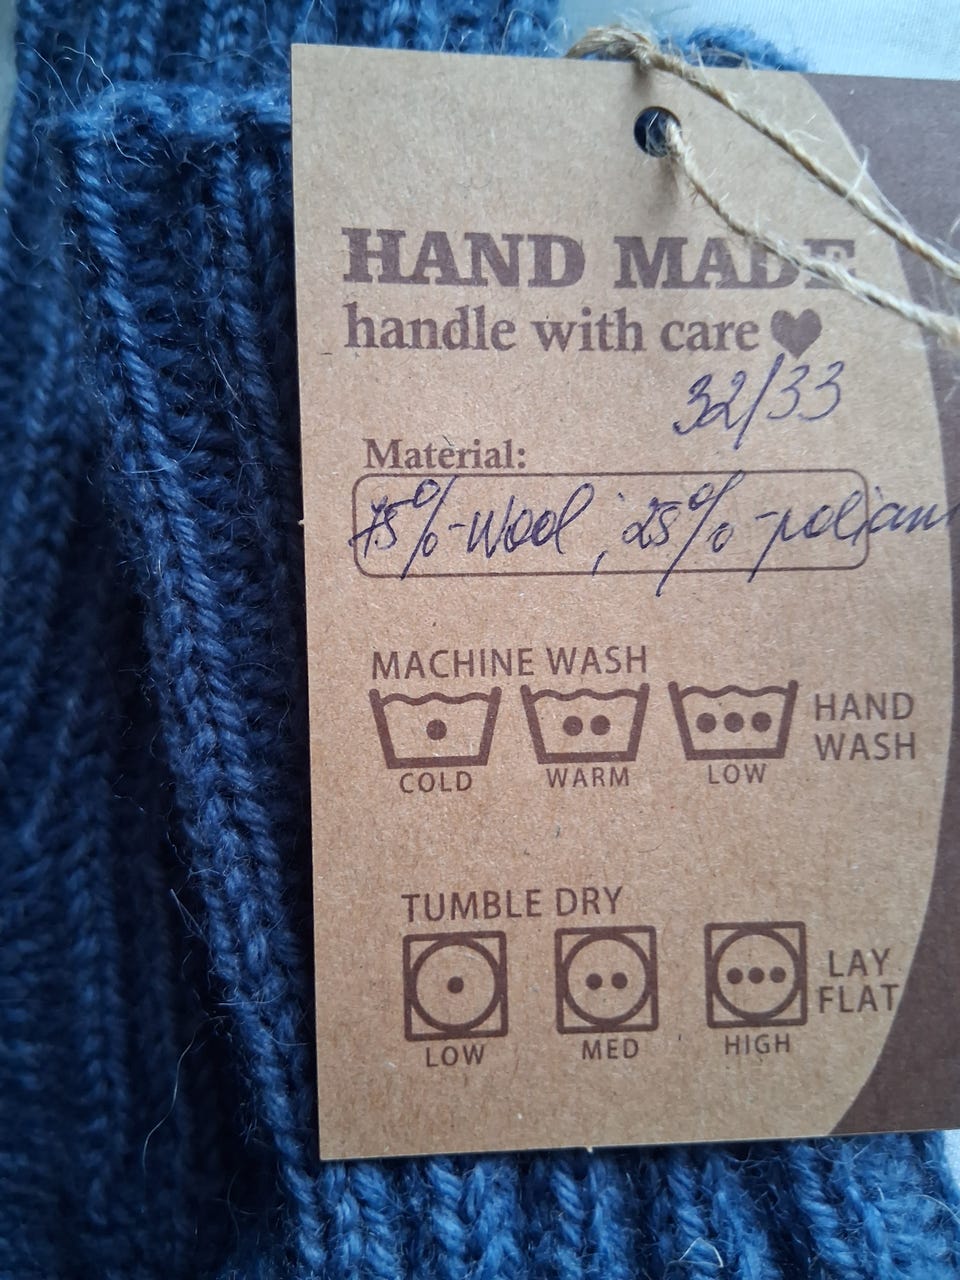 HAND MADE
handle with care
32/33
Material:
75%-wool, 25%-poliam
MACHINE WASH
COLD
WARM
LOW
HAND
WASH
TUMBLE DRY
LOW
MED
HIGH
LAY
FLAT